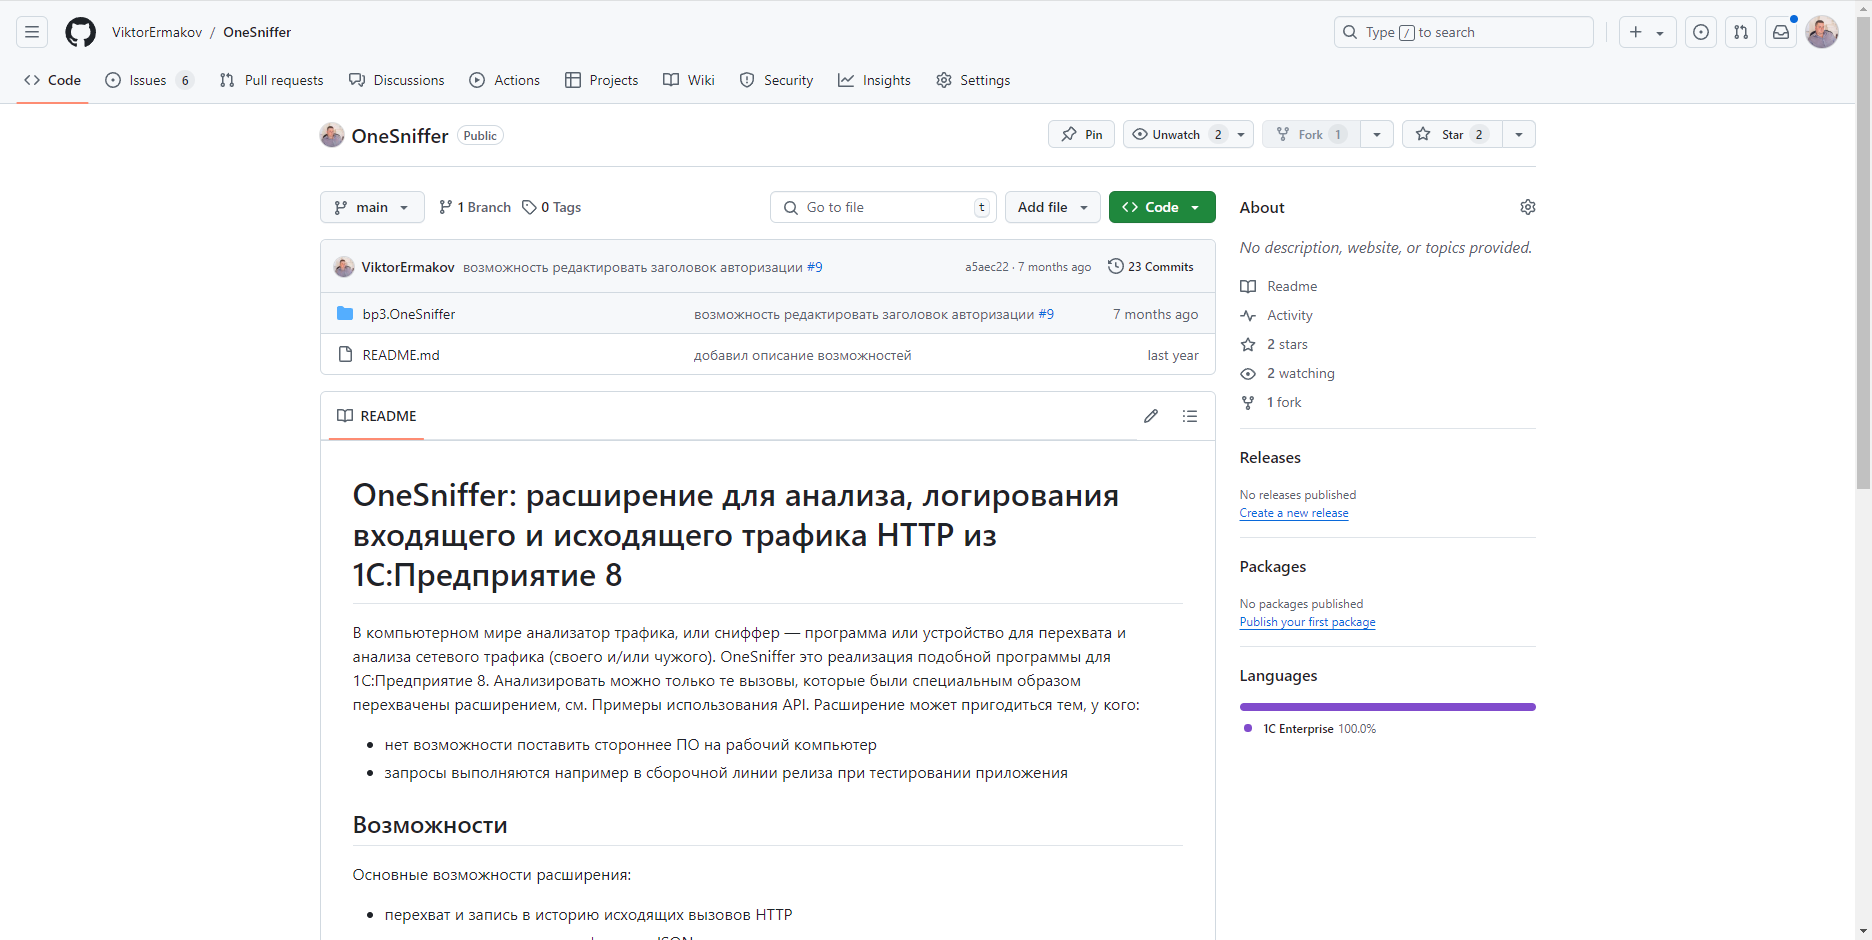 ViktorErmakov / OneSniffer
Type / to search
Code
Issues 6
Pull requests
Discussions
Actions
Projects
Wiki
Security
Insights
Settings
OneSniffer Public
Pin
Unwatch 2
Fork 1
Star 2
main
1 Branch
0 Tags
Go to file t
Add file
Code
ViktorErmakov возможность редактировать заголовок авторизации #9
a5aec22 · 7 months ago
23 Commits
bp3.OneSniffer возможность редактировать заголовок авторизации #9 7 months ago
README.md добавил описание возможностей last year
README
OneSniffer: расширение для анализа, логирования
входящего и исходящего трафика HTTP из
1С:Предприятие 8
В компьютерном мире анализатор трафика, или сниффер — программа или устройство для перехвата и
анализа сетевого трафика (своего и/или чужого). OneSniffer это реализация подобной программы для
1С:Предприятие 8. Анализировать можно только те вызовы, которые были специальным образом
перехвачены расширением, см. Примеры использования API. Расширение может пригодиться тем, у кого:
• нет возможности поставить стороннее ПО на рабочий компьютер
• запросы выполняются например в сборочной линии релиза при тестировании приложения
Возможности
Основные возможности расширения:
• перехват и запись в историю исходящих вызовов HTTP
About
No description, website, or topics provided.
Readme
Activity
2 stars
2 watching
1 fork
Releases
No releases published
Create a new release
Packages
No packages published
Publish your first package
Languages
1C Enterprise 100.0%